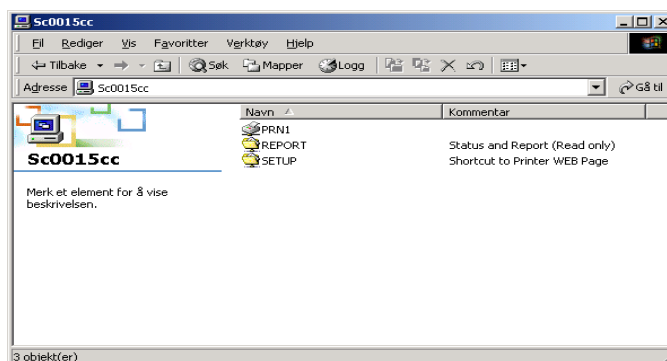 Sc0015cc
Fil Rediger Vis Favoritter Verktøy Hjelp
Tilbake Søk Mapper Logg
Adresse Sc0015cc Gå til
Navn Kommentar
Sc0015cc
Merk et element for å vise
beskrivelsen.
PRN1
REPORT Status and Report (Read only)
SETUP Shortcut to Printer WEB Page
3 objekt(er)